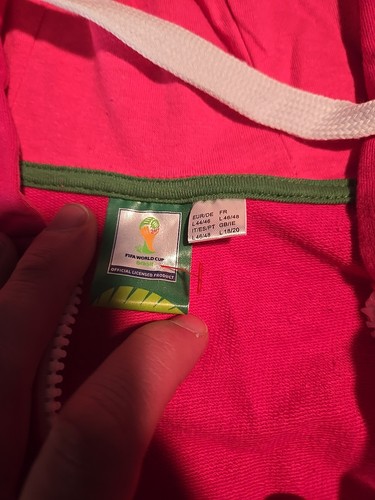 FIFA WORLD CUP
Brasil
OFFICIAL LICENSED PRODUCT
EUR/DE FR
L 44/46 L 46/48
IT/ES/PT GB/IE
L 46/48 L 18/20